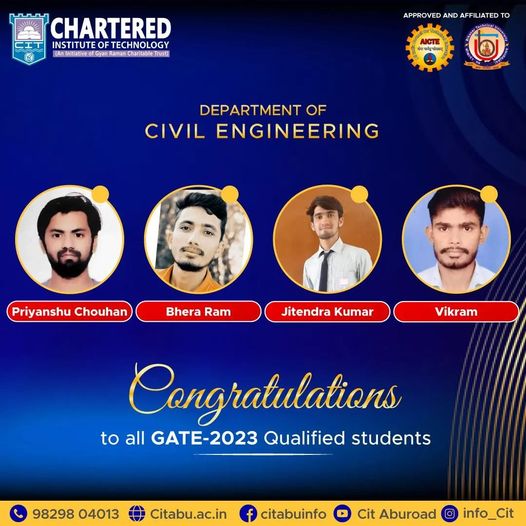 CIT
CHARTERED
INSTITUTE OF TECHNOLOGY
(An Initiative of Gyan Raman Charitable Trust)
APPROVED AND AFFILIATED TO
AICTE
DEPARTMENT OF
CIVIL ENGINEERING
Priyanshu Chouhan
Bhera Ram
Jitendra Kumar
Vikram
Congratulations
to all GATE-2023 Qualified students
98298 04013
Citabu.ac.in
citabuinfo
Cit Aburoad
info_Cit